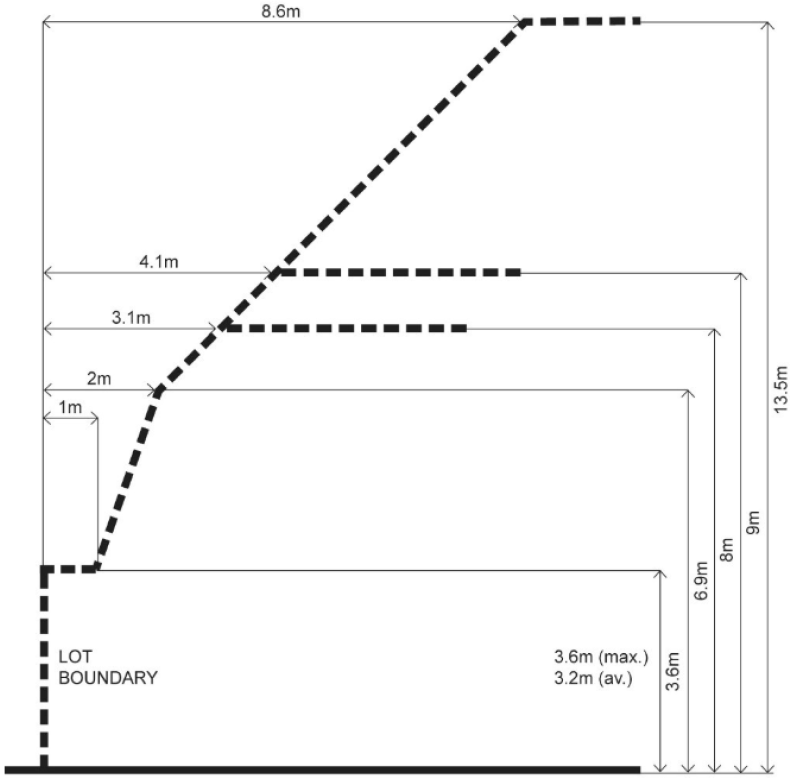 8.6m
4.1m
3.1m
2m
1m
13.5m
9m
8m
6.9m
3.6m
LOT
BOUNDARY
3.6m (max.)
3.2m (av.)